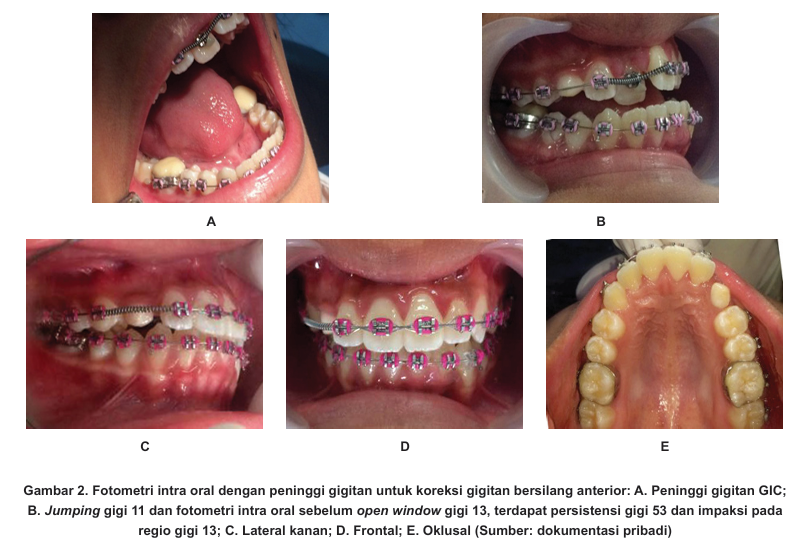 A
B
C
D
E
Gambar 2. Fotometri intra oral dengan peninggi gigitan untuk koreksi gigitan bersilang anterior: A. Peninggi gigitan GIC;
B. Jumping gigi 11 dan fotometri intra oral sebelum open window gigi 13, terdapat persistensi gigi 53 dan impaksi pada
regio gigi 13; C. Lateral kanan; D. Frontal; E. Oklusal (Sumber: dokumentasi pribadi)